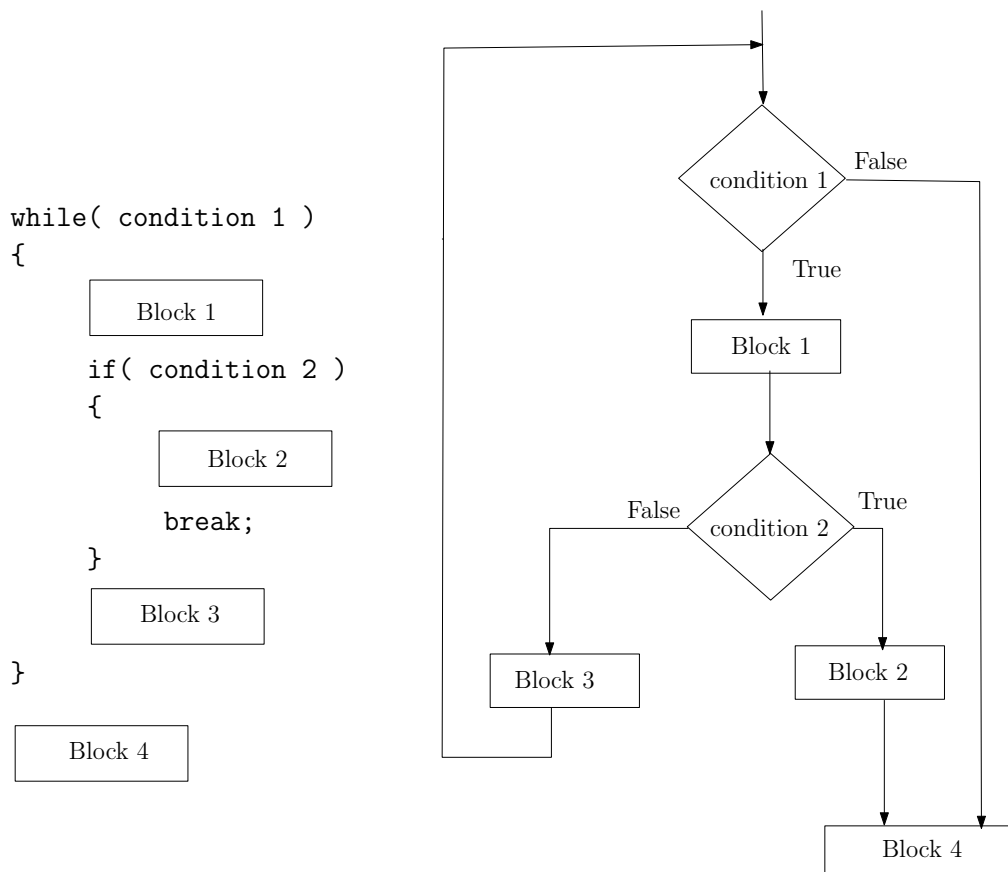 while( condition 1 )
{
Block 1
if( condition 2 )
{
Block 2
break;
}
Block 3
}
Block 4
condition 1
False
True
Block 1
False
condition 2
True
Block 3
Block 2
Block 4